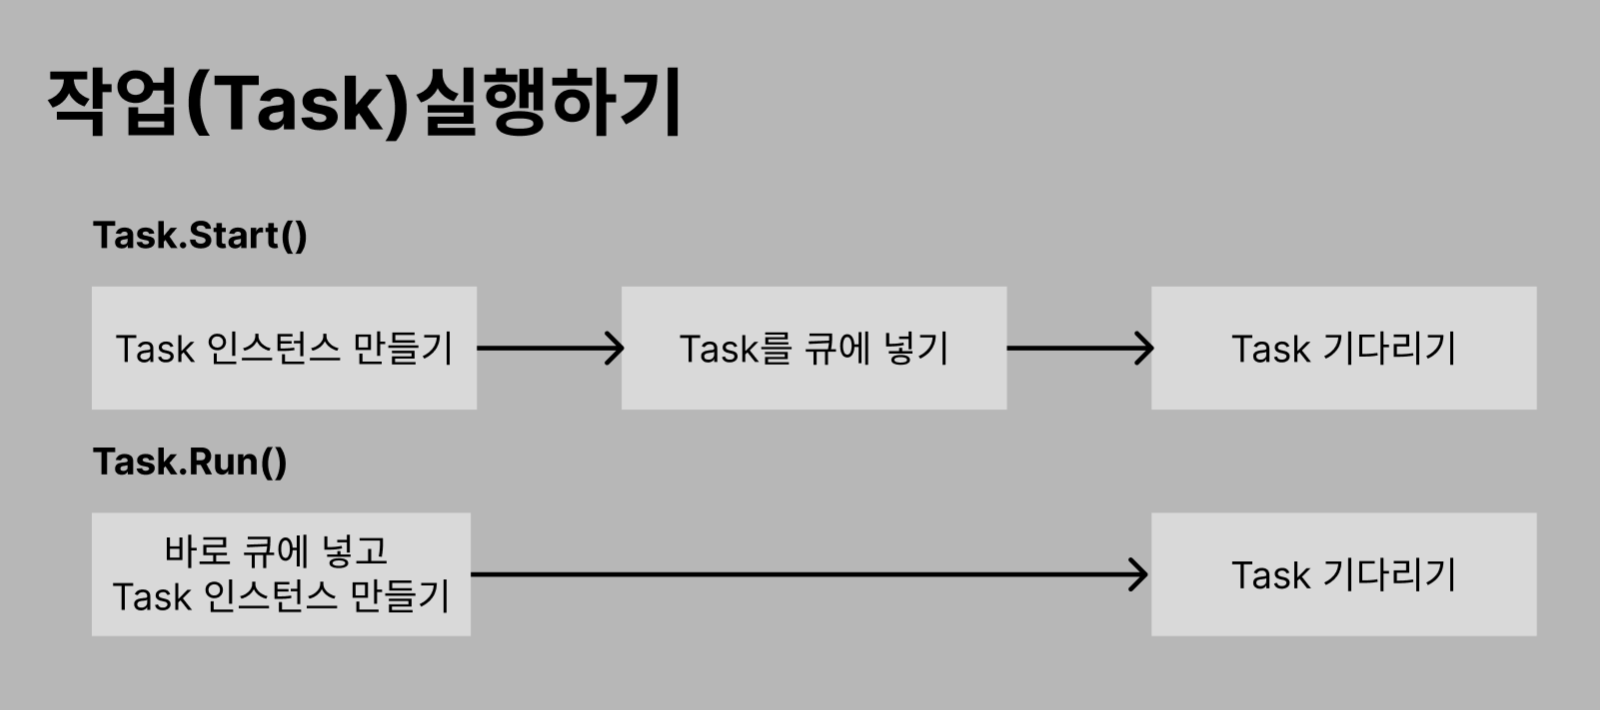 작업(Task)실행하기
Task.Start()
Task 인스턴스 만들기
Task를 큐에 넣기
Task 기다리기
Task.Run()
바로 큐에 넣고
Task 인스턴스 만들기
Task 기다리기